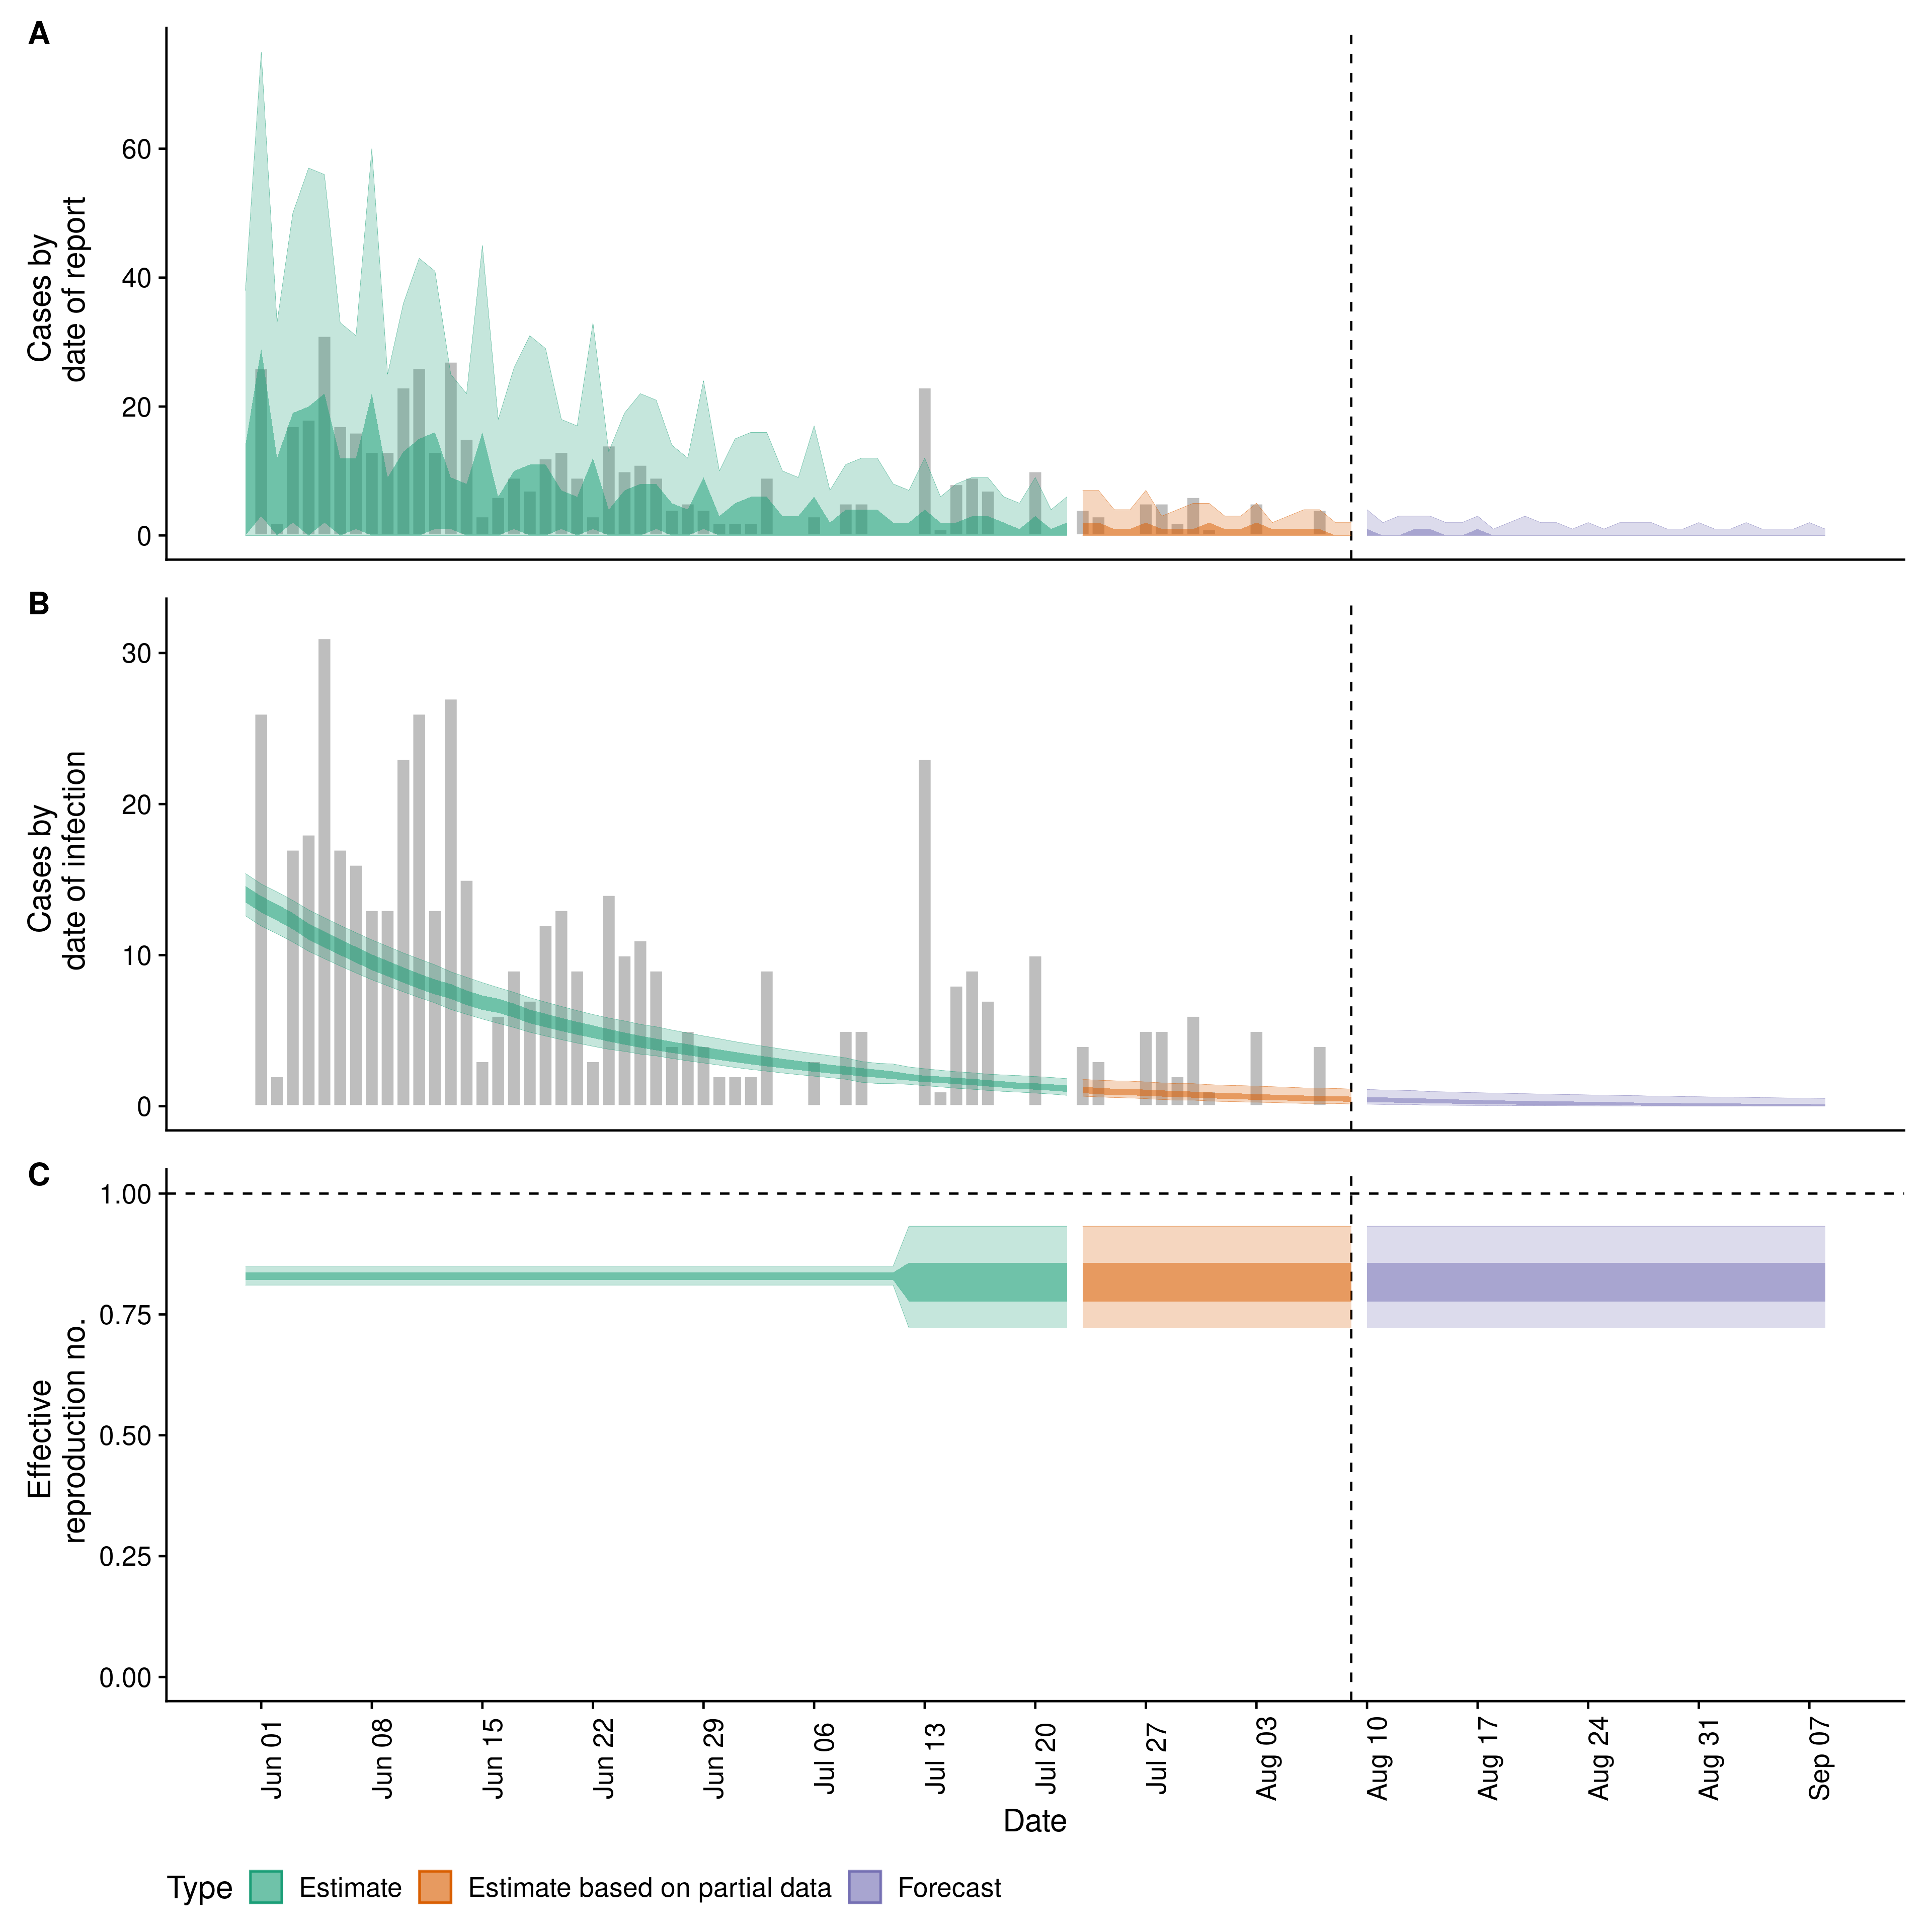 A
Cases by
date of report
60
40
20
0
B
Cases by
date of infection
30
20
10
0
C
Effective
reproduction no.
1.00
0.75
0.50
0.25
0.00
Jun 01
Jun 08
Jun 15
Jun 22
Jun 29
Jul 06
Jul 13
Jul 20
Jul 27
Aug 03
Aug 10
Aug 17
Aug 24
Aug 31
Sep 07
Date
Type Estimate Estimate based on partial data Forecast